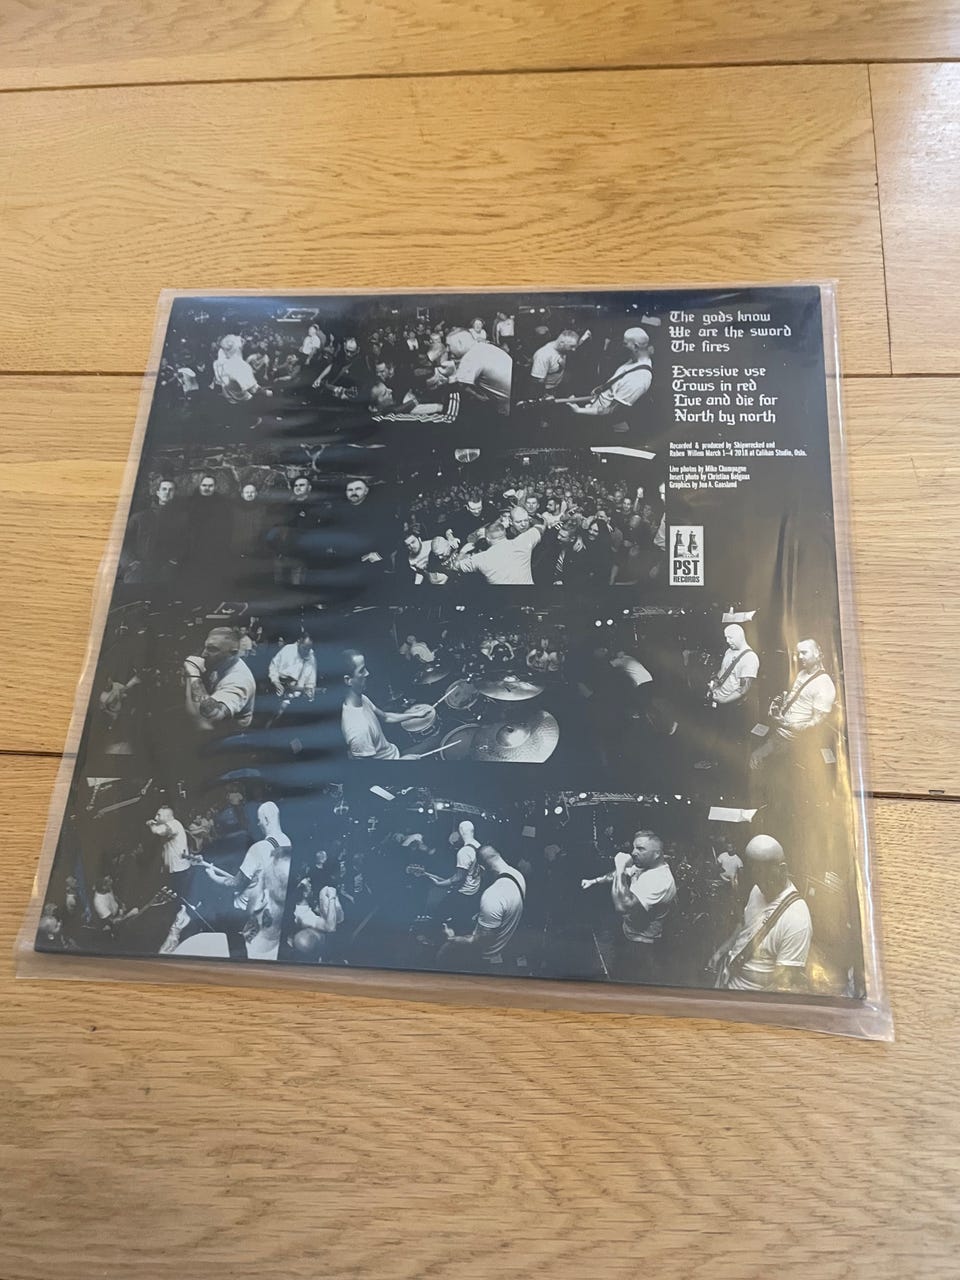 The gods know
We are the sword
The fires
Excessive use
Crows in red
Live and die for
North by north
Recorded & produced by Shipwrecked and
Ruben Willem March 1–4 2018 at Caliban Studio, Oslo.
Live photos by Mike Champagne
Insert photo by Christian Belgaux
Graphics by Jon A. Gaasland
PST
RECORDS